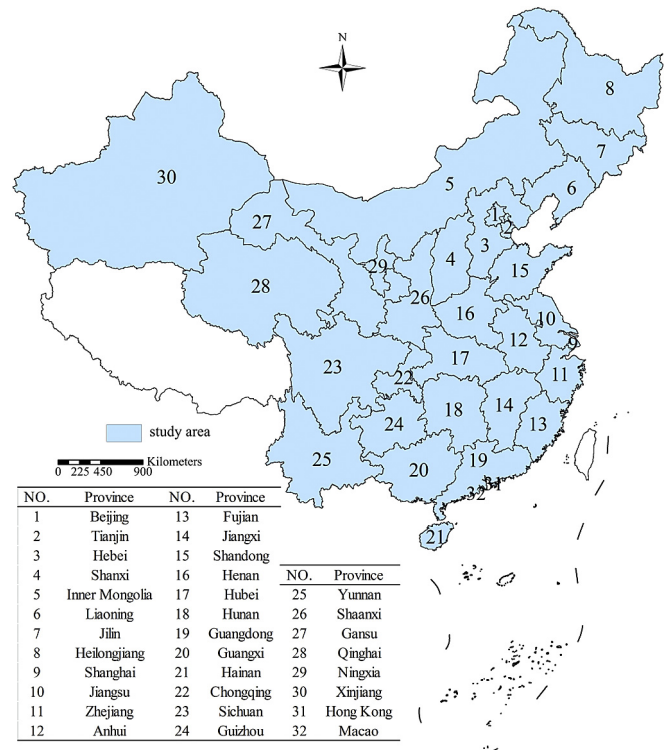 N
8
7
30
5
6
27
1
2
3
29
4
15
28
26
16
10
12
9
23
17
22
11
18
14
24
13
25
20
19
31
32
21
study area
Kilometers
0 225 450 900
NO. Province NO. Province
1 Beijing 13 Fujian
2 Tianjin 14 Jiangxi
3 Hebei 15 Shandong
4 Shanxi 16 Henan NO. Province
5 Inner Mongolia 17 Hubei 25 Yunnan
6 Liaoning 18 Hunan 26 Shaanxi
7 Jilin 19 Guangdong 27 Gansu
8 Heilongjiang 20 Guangxi 28 Qinghai
9 Shanghai 21 Hainan 29 Ningxia
10 Jiangsu 22 Chongqing 30 Xinjiang
11 Zhejiang 23 Sichuan 31 Hong Kong
12 Anhui 24 Guizhou 32 Macao